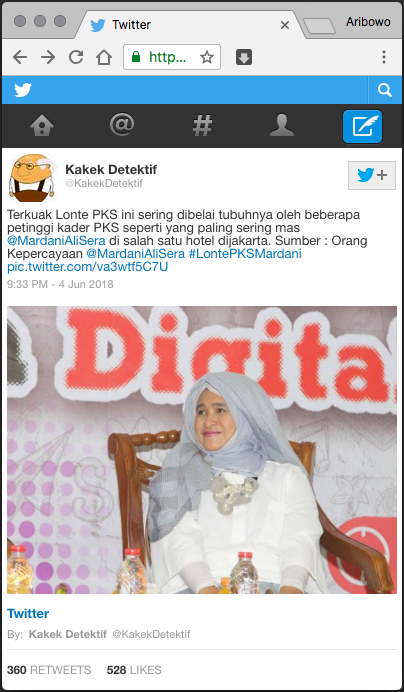 Twitter
Aribowo
http...
Kakek Detektif
@KakekDetektif
Terkuak Lonte PKS ini sering dibelai tubuhnya oleh beberapa
petinggi kader PKS seperti yang paling sering mas
@MardaniAliSera di salah satu hotel dijakarta. Sumber : Orang
Kepercayaan @MardaniAliSera #LontePKSMardani
pic.twitter.com/va3wtf5C7U
9:33 PM - 4 Jun 2018
Digita
Twitter
By: Kakek Detektif @KakekDetektif
360 RETWEETS 528 LIKES